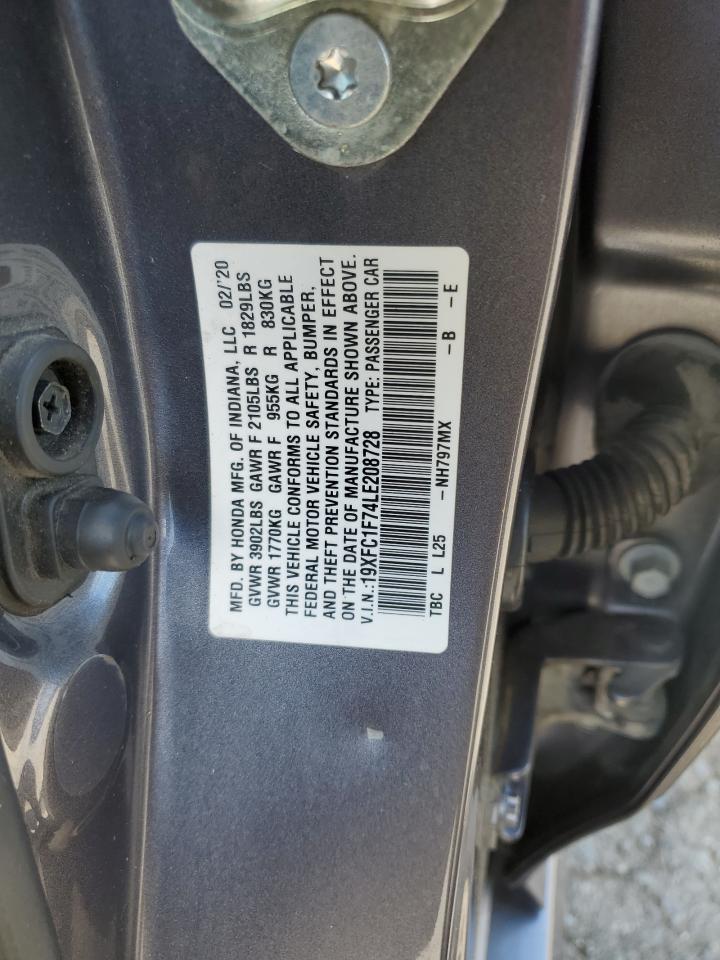 MFD. BY HONDA MFG. OF INDIANA, LLC 02/'20
GVWR 3902LBS GAWR F 2105LBS R 1829LBS
GVWR 1770KG GAWR F 955KG R 830KG
THIS VEHICLE CONFORMS TO ALL APPLICABLE
FEDERAL MOTOR VEHICLE SAFETY, BUMPER,
AND THEFT PREVENTION STANDARDS IN EFFECT
ON THE DATE OF MANUFACTURE SHOWN ABOVE.
V.I.N.:19XFC1F74LE208728 TYPE: PASSENGER CAR
TBC L L25 -NH797MX -B -E